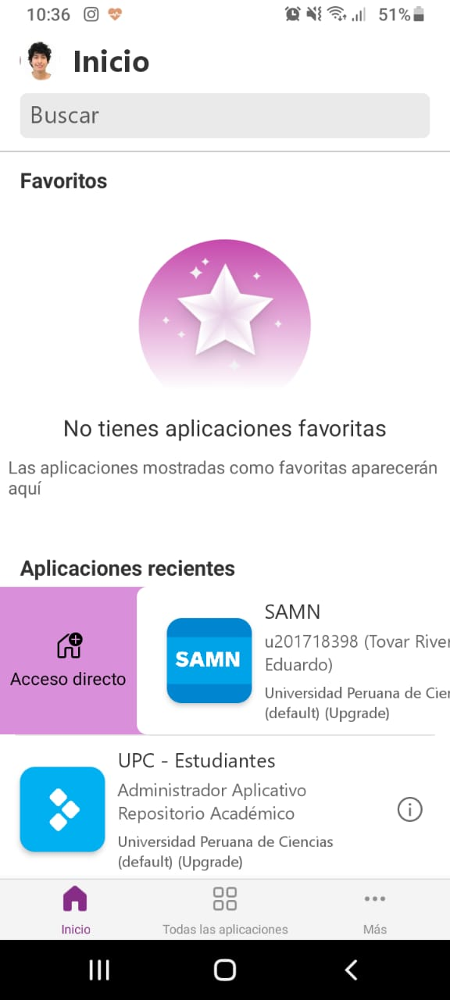 10:36
51%
Inicio
Buscar
Favoritos
No tienes aplicaciones favoritas
Las aplicaciones mostradas como favoritas aparecerán
aquí
Aplicaciones recientes
Acceso directo
SAMN
SAMN
u201718398 (Tovar River
Eduardo)
Universidad Peruana de Cien
(default) (Upgrade)
UPC - Estudiantes
Administrador Aplicativo
Repositorio Académico
Universidad Peruana de Ciencias
(default) (Upgrade)
Inicio
Todas las aplicaciones
Más